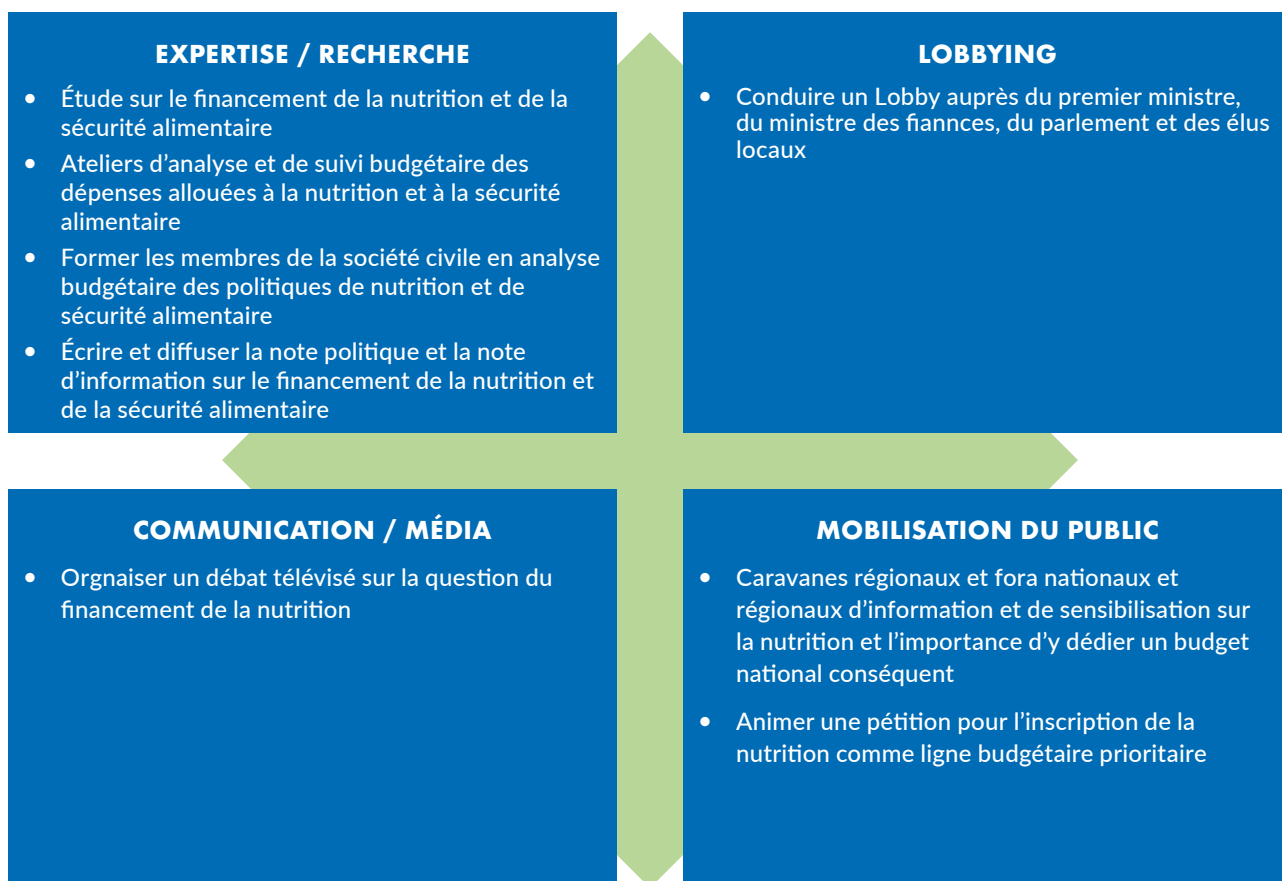 EXPERTISE / RECHERCHE
• Étude sur le financement de la nutrition et de la
sécurité alimentaire
• Ateliers d'analyse et de suivi budgétaire des
dépenses allouées à la nutrition et à la sécurité
alimentaire
• Former les membres de la société civile en analyse
budgétaire des politiques de nutrition et de
sécurité alimentaire
• Écrire et diffuser la note politique et la note
d'information sur le financement de la nutrition et
de la sécurité alimentaire
LOBBYING
• Conduire un Lobby auprès du premier ministre,
du ministre des fiannces, du parlement et des élus
locaux
COMMUNICATION / MÉDIA
• Orgnaiser un débat télévisé sur la question du
financement de la nutrition
MOBILISATION DU PUBLIC
• Caravanes régionaux et fora nationaux et
régionaux d'information et de sensibilisation sur
la nutrition et l'importance d'y dédier un budget
national conséquent
• Animer une pétition pour l'inscription de la
nutrition comme ligne budgétaire prioritaire